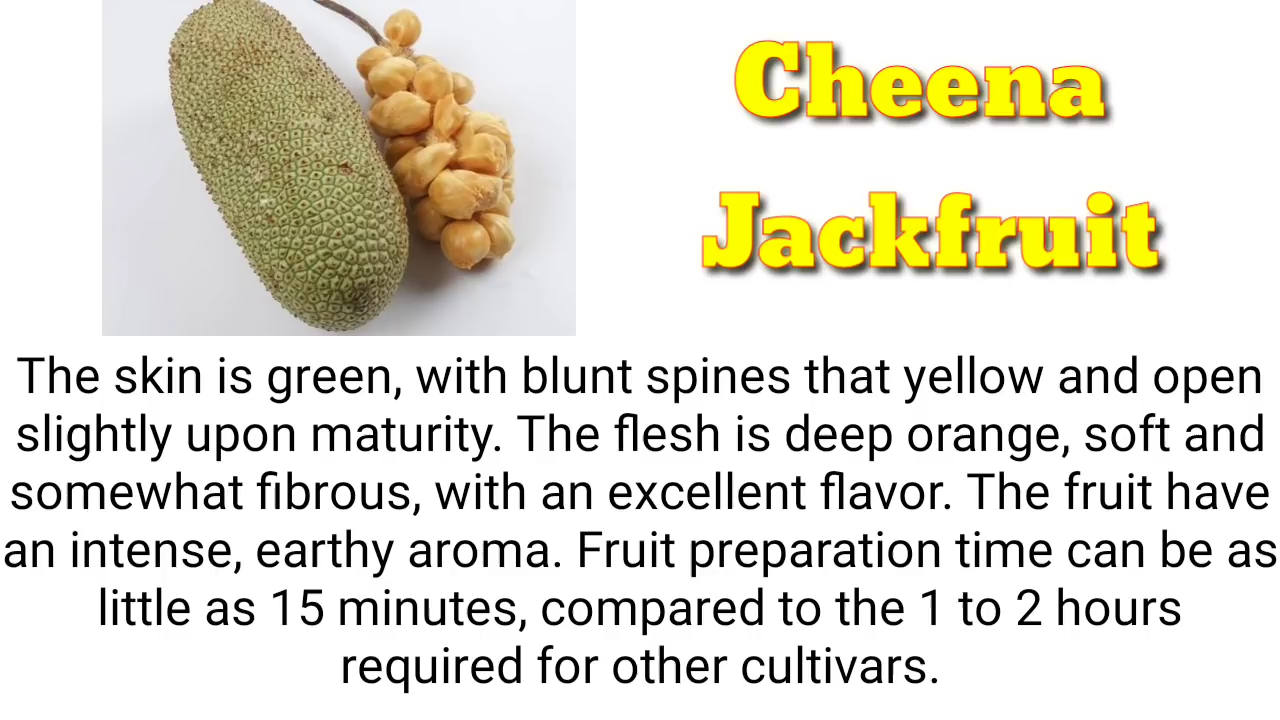 Cheena
Jackfruit
The skin is green, with blunt spines that yellow and open
slightly upon maturity. The flesh is deep orange, soft and
somewhat fibrous, with an excellent flavor. The fruit have
an intense, earthy aroma. Fruit preparation time can be as
little as 15 minutes, compared to the 1 to 2 hours
required for other cultivars.